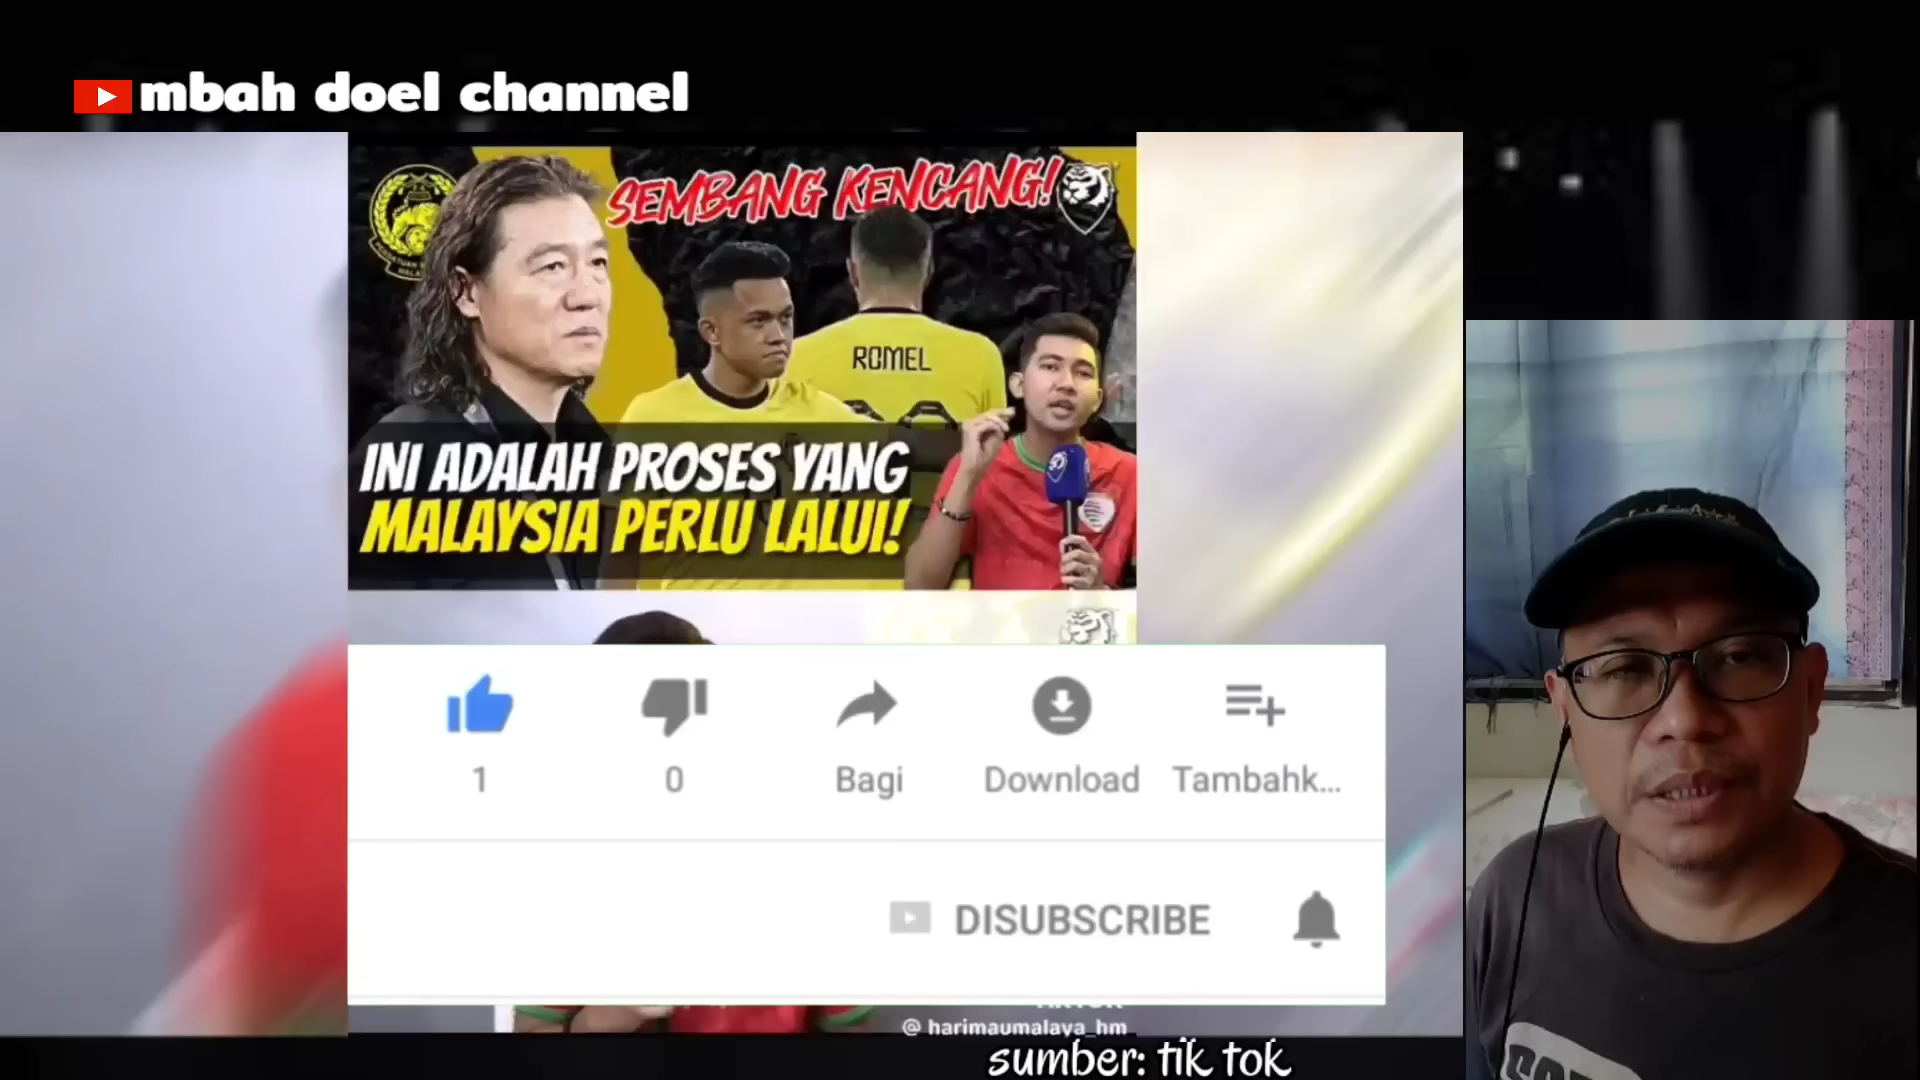 mbah doel channel
SEMBANG KENCANG!
ROMEL
INI ADALAH PROSES YANG
MALAYSIA PERLU LALUI!
1
0
Bagi
Download
Tambahk...
DISUBSCRIBE
@ harimaumalaya_hm
sumber: tik tok